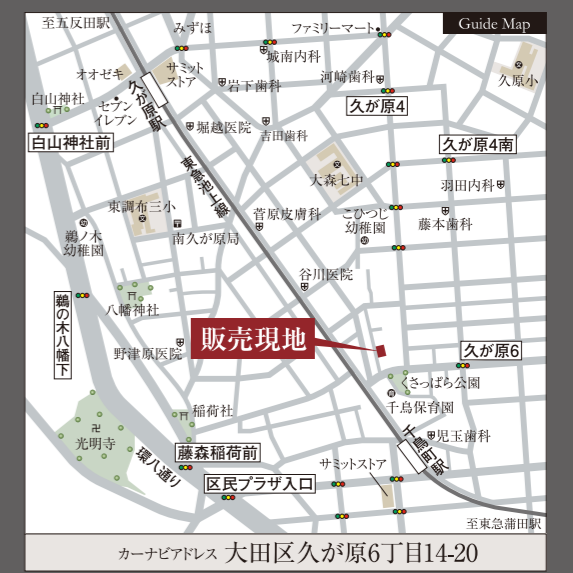 至五反田駅
みずほ
ファミリーマート
Guide Map
城南内科
オオゼキ
サミット
ストア
岩下歯科
河崎歯科
久原小
白山神社
セブン
イレブン
久が原駅
久が原4
堀越医院
吉田歯科
白山神社前
久が原4南
東急池上線
大森七中
羽田内科
東調布三小
菅原皮膚科
こひつじ
幼稚園
藤本歯科
鵜ノ木
幼稚園
南久が原局
谷川医院
鵜の木八幡下
八幡神社
販売現地
野津原医院
久が原6
くさっぱら公園
千鳥保育園
稲荷社
光明寺
千鳥町駅
児玉歯科
環八通り
藤森稲荷前
サミットストア
区民プラザ入口
至東急蒲田駅
カーナビアドレス 大田区久が原6丁目14-20